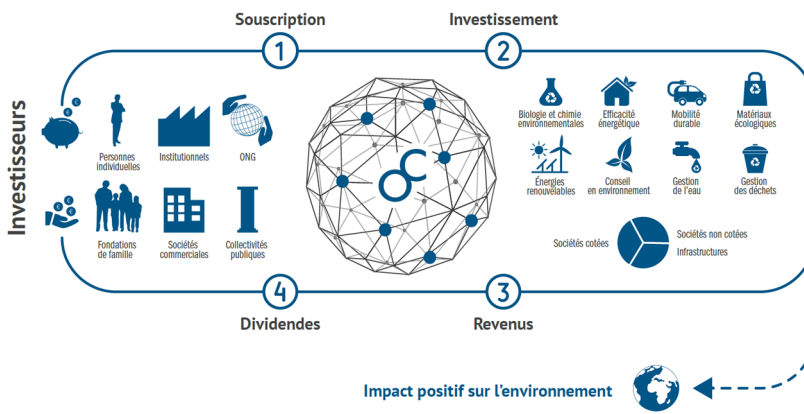 Souscription
Investissement
1
2
Investisseurs
€
€
Personnes
individuelles
Institutionnels
ONG
€
€
€
Fondations
de famille
Sociétés
commerciales
Collectivités
publiques
OC
Biologie et chimie
environnementales
Efficacité
énergétique
Mobilité
durable
Matériaux
écologiques
Énergies
renouvelables
Conseil
en environnement
Gestion
de l'eau
Gestion
des déchets
Sociétés cotées
Sociétés non cotées
Infrastructures
4
3
Dividendes
Revenus
Impact positif sur l'environnement